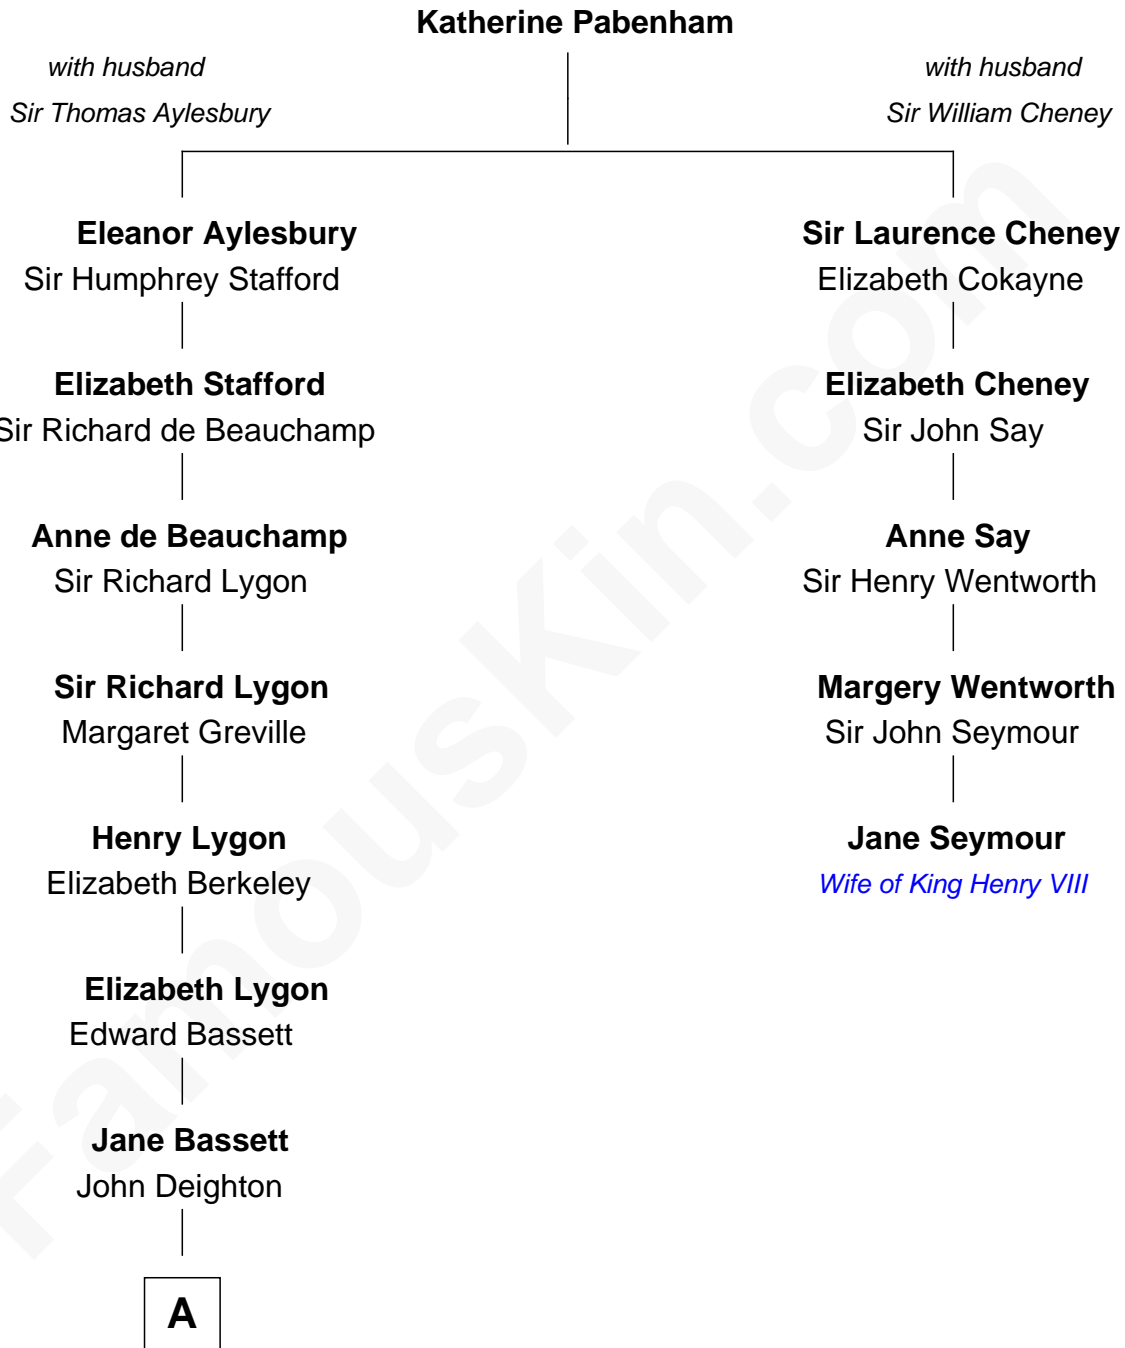 Katherine Pabenham
with husband
Sir Thomas Aylesbury
with husband
Sir William Cheney
Eleanor Aylesbury
Sir Humphrey Stafford
Elizabeth Stafford
Sir Richard de Beauchamp
Anne de Beauchamp
Sir Richard Lygon
Sir Richard Lygon
Margaret Greville
Henry Lygon
Elizabeth Berkeley
Elizabeth Lygon
Edward Bassett
Jane Bassett
John Deighton
A
Sir Laurence Cheney
Elizabeth Cokayne
Elizabeth Cheney
Sir John Say
Anne Say
Sir Henry Wentworth
Margery Wentworth
Sir John Seymour
Jane Seymour
Wife of King Henry VIII
FamousKin.com